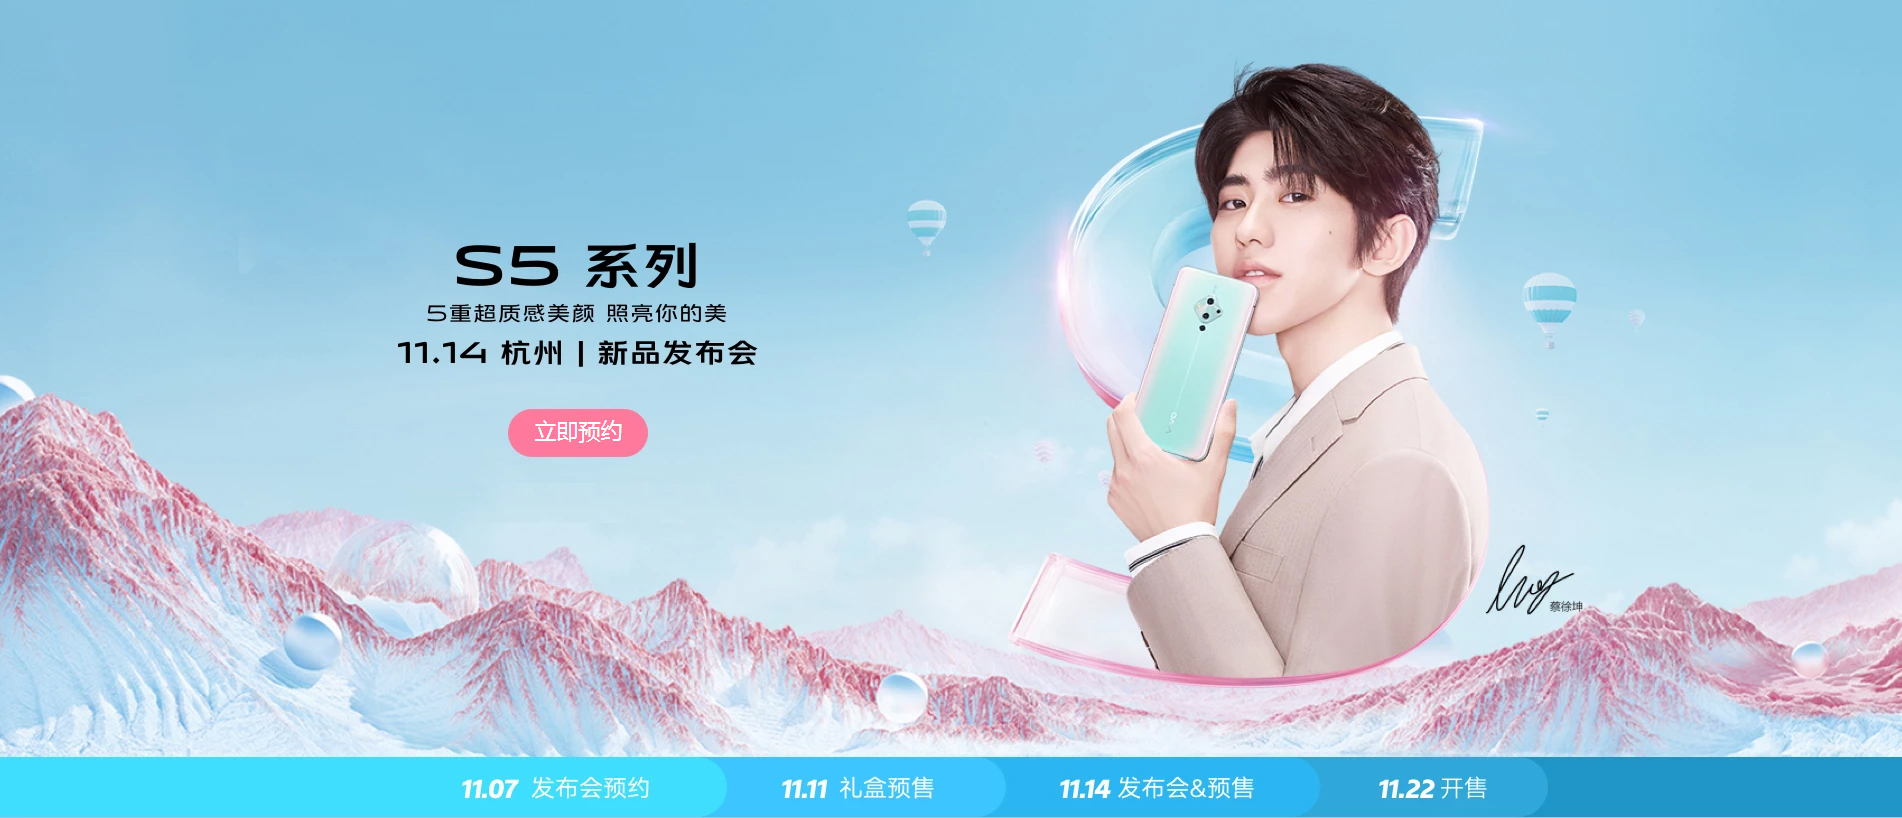 S5 系列
5重超质感美颜 照亮你的美
11.14 杭州 | 新品发布会
立即预约
vivo
蔡徐坤
11.07 发布会预约
11.11 礼盒预售
11.14 发布会&预售
11.22 开售